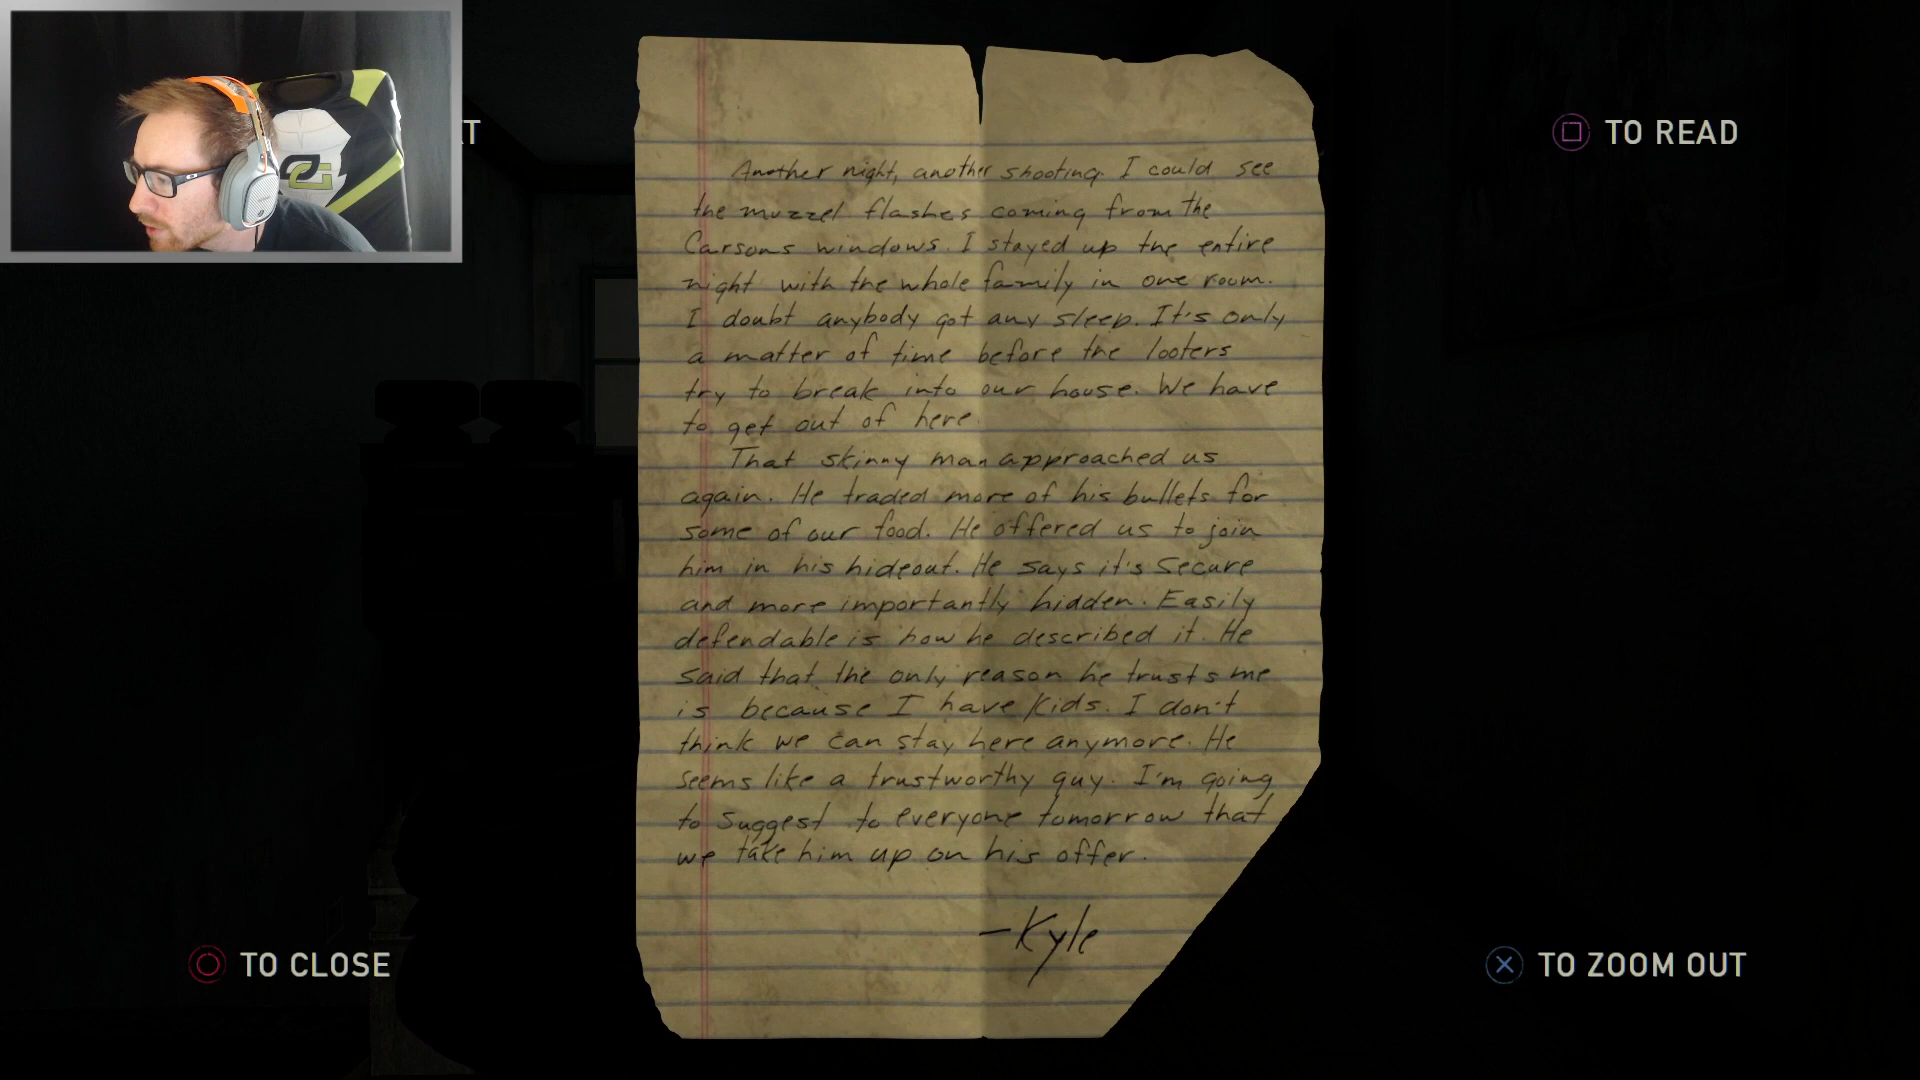 XT
TO READ
Another night, another shooting. I could see
the muzzel flashes coming from the
Carsons windows. I stayed up the entire
night with the whole family in one room.
I doubt anybody got any sleep. It's only
a matter of time before the looters
try to break into our house. We have
to get out of here.
That skinny man approached us
again. He traded more of his bullets for
some of our food. He offered us to join
him in his hideout. He says it's secure
and more importantly hidden. Easily
defendable is how he described it. He
said that the only reason he trusts me
is because I have kids. I don't
think we can stay here anymore. He
seems like a trustworthy guy. I'm going
to suggest to everyone tomorrow that
we take him up on his offer.
-Kyle
TO CLOSE
TO ZOOM OUT